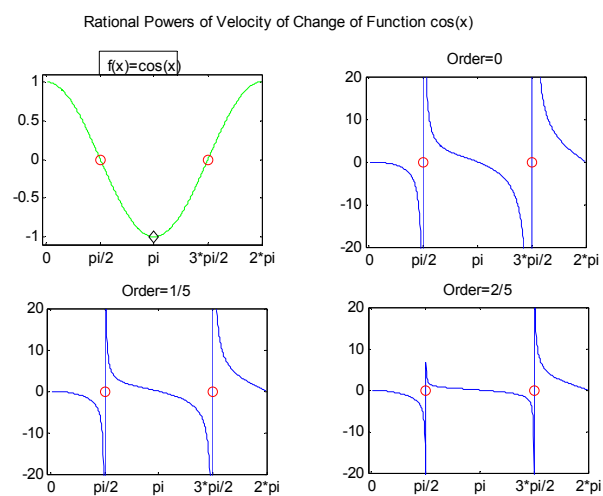 Rational Powers of Velocity of Change of Function cos(x)
f(x)=cos(x)
1
0.5
0
-0.5
-1
0 pi/2 pi 3*pi/2 2*pi
Order=0
20
10
0
-10
-20
0 pi/2 pi 3*pi/2 2*pi
Order=1/5
20
10
0
-10
-20
0 pi/2 pi 3*pi/2 2*pi
Order=2/5
20
10
0
-10
-20
0 pi/2 pi 3*pi/2 2*pi